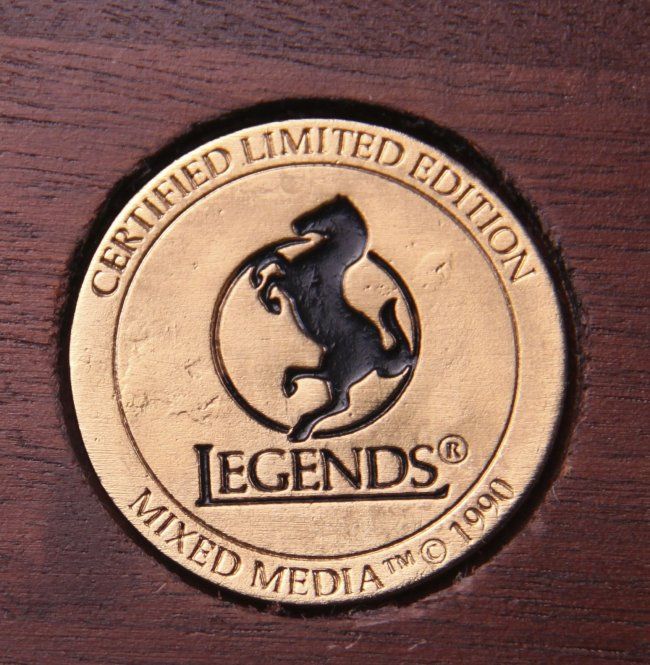 CERTIFIED LIMITED EDITION
LEGENDS®
MIXED MEDIA™ © 1990